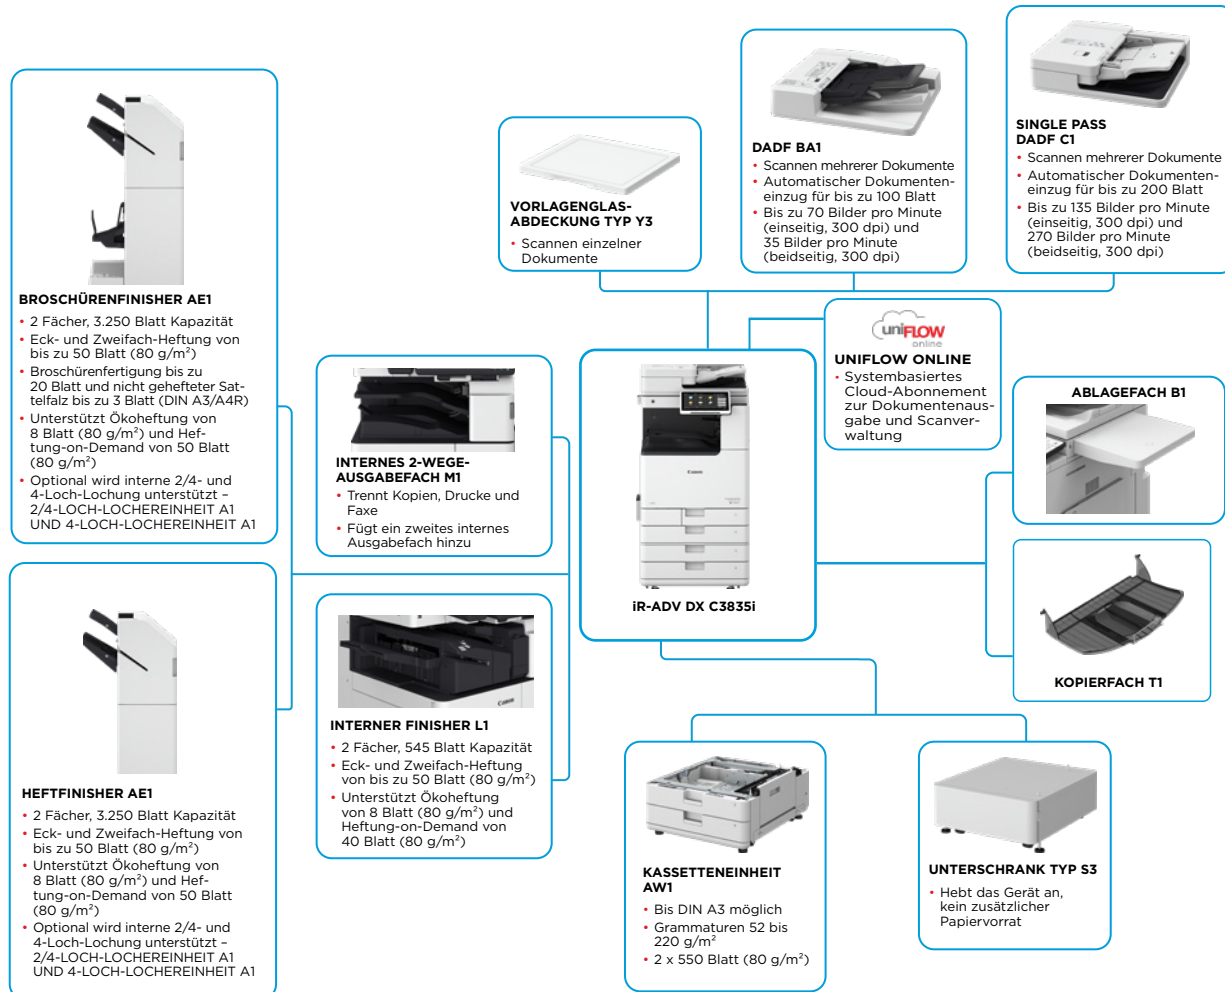 BROSCHÜRENFINISHER AE1
• 2 Fächer, 3.250 Blatt Kapazität
• Eck- und Zweifach-Heftung von
bis zu 50 Blatt (80 g/m²)
• Broschürenfertigung bis zu
20 Blatt und nicht gehefteter Sat-
telfalz bis zu 3 Blatt (DIN A3/A4R)
• Unterstützt Ökoheftung von
8 Blatt (80 g/m²) und Hef-
tung-on-Demand von 50 Blatt
(80 g/m²)
• Optional wird interne 2/4- und
4-Loch-Lochung unterstützt –
2/4-LOCH-LOCHEREINHEIT A1
UND 4-LOCH-LOCHEREINHEIT A1
HEFTFINISHER AE1
• 2 Fächer, 3.250 Blatt Kapazität
• Eck- und Zweifach-Heftung von
bis zu 50 Blatt (80 g/m²)
• Unterstützt Ökoheftung von
8 Blatt (80 g/m²) und Hef-
tung-on-Demand von 50 Blatt
(80 g/m²)
• Optional wird interne 2/4- und
4-Loch-Lochung unterstützt –
2/4-LOCH-LOCHEREINHEIT A1
UND 4-LOCH-LOCHEREINHEIT A1
INTERNES 2-WEGE-
AUSGABEFACH M1
• Trennt Kopien, Drucke und
Faxe
• Fügt ein zweites internes
Ausgabefach hinzu
Canon
INTERNER FINISHER L1
• 2 Fächer, 545 Blatt Kapazität
• Eck- und Zweifach-Heftung
von bis zu 50 Blatt (80 g/m²)
• Unterstützt Ökoheftung
von 8 Blatt (80 g/m²) und
Heftung-on-Demand von
40 Blatt (80 g/m²)
VORLAGENGLAS-
ABDECKUNG TYP Y3
• Scannen einzelner
Dokumente
DADF BA1
• Scannen mehrerer Dokumente
• Automatischer Dokumenten-
einzug für bis zu 100 Blatt
• Bis zu 70 Bilder pro Minute
(einseitig, 300 dpi) und
35 Bilder pro Minute
(beidseitig, 300 dpi)
SINGLE PASS
DADF C1
• Scannen mehrerer Dokumente
• Automatischer Dokumenten-
einzug für bis zu 200 Blatt
• Bis zu 135 Bilder pro Minute
(einseitig, 300 dpi) und
270 Bilder pro Minute
(beidseitig, 300 dpi)
uniFLOW
online
UNIFLOW ONLINE
• Systembasiertes
Cloud-Abonnement
zur Dokumentenaus-
gabe und Scanver-
waltung
Canon
iR-ADV DX C3835i
ABLAGEFACH B1
KOPIERFACH T1
KASSETTENEINHEIT
AW1
• Bis DIN A3 möglich
• Grammaturen 52 bis
220 g/m²
• 2 x 550 Blatt (80 g/m²)
UNTERSCHRANK TYP S3
• Hebt das Gerät an,
kein zusätzlicher
Papiervorrat